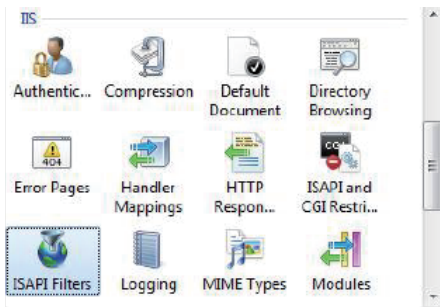 IIS
Authentic... Compression Default Document Directory Browsing
404
CGI
Error Pages Handler Mappings HTTP Respon... ISAPI and CGI Restri...
ISAPI Filters Logging MIME Types Modules